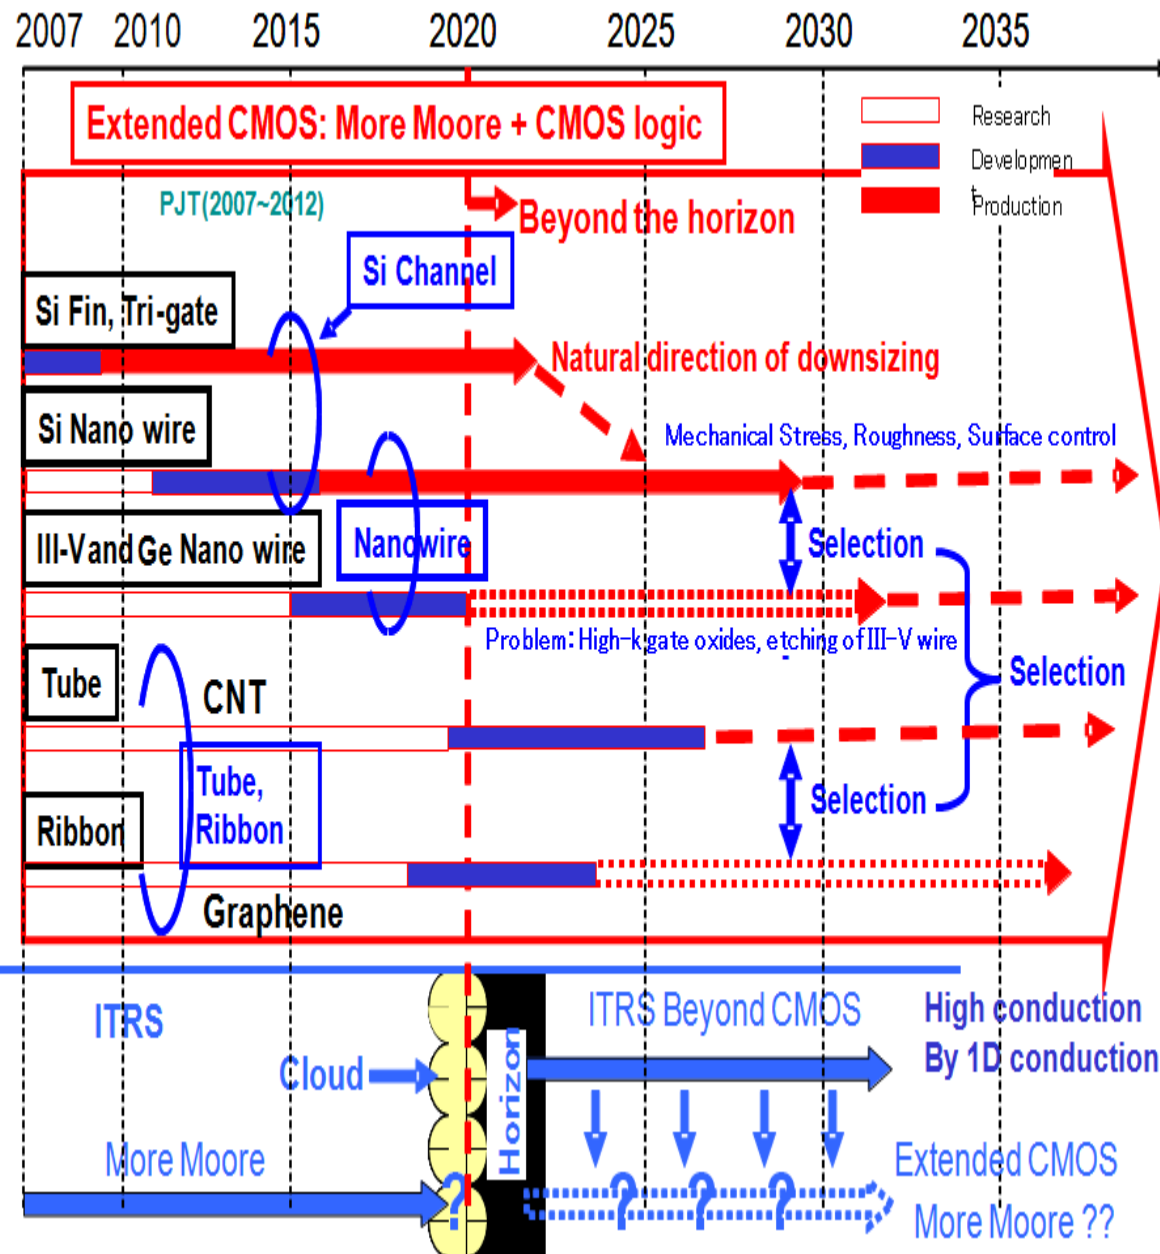 2007 2010 2015 2020 2025 2030 2035
Extended CMOS: More Moore + CMOS logic
Research
Developmen
t
Production
PJT(2007~2012)
Beyond the horizon
Si Channel
Si Fin, Tri-gate
Natural direction of downsizing
Si Nano wire
Mechanical Stress, Roughness, Surface control
III-V and Ge Nano wire
Nanowire
Selection
Problem: High-k gate oxides, etching of III-V wire
Selection
Tube
CNT
Tube,
Ribbon
Selection
Ribbon
Graphene
ITRS
ITRS Beyond CMOS
High conduction
By 1D conduction
Cloud
Horizon
More Moore
?
? ? ?
Extended CMOS
More Moore ??